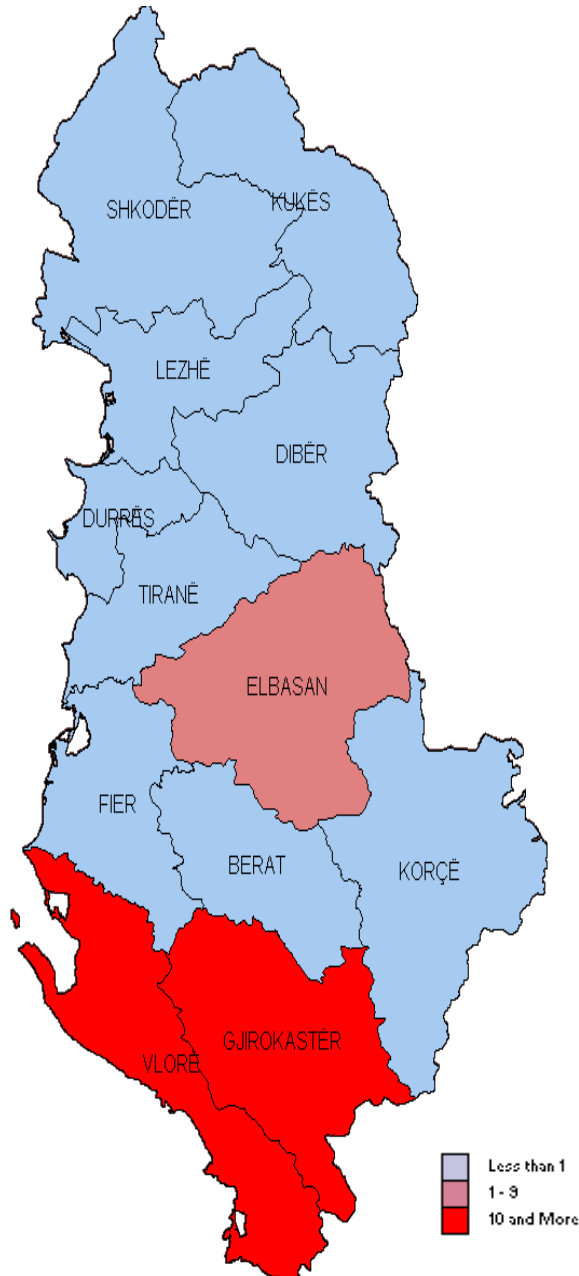 SHKODËR
KUKËS
LEZHË
DIBËR
DURRËS
TIRANË
ELBASAN
FIER
BERAT
KORÇË
GJIROKASTËR
VLORË
Less than 1
1 - 9
10 and More